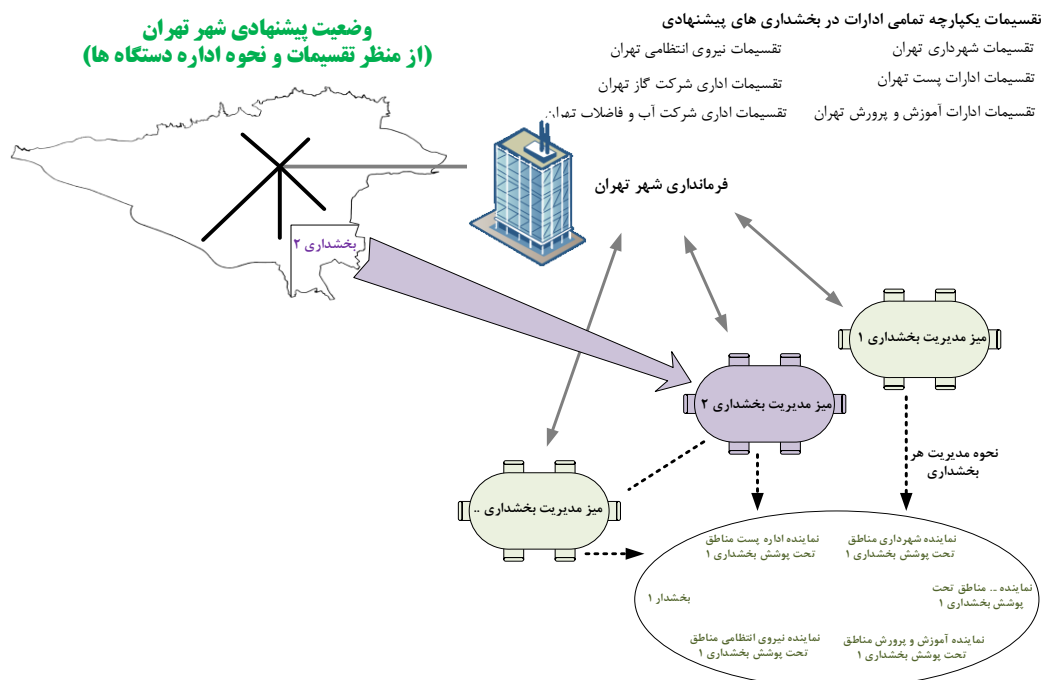 وضعیت پیشنهادی شهر تهران
(از منظر تقسیمات و نحوه اداره دستگاه ها)
تقسیمات یکپارچه تمامی ادارات در بخشداری های پیشنهادی
تقسیمات شهرداری تهران
تقسیمات نیروی انتظامی تهران
تقسیمات ادارات پست تهران
تقسیمات اداری شرکت گاز تهران
تقسیمات ادارات آموزش و پرورش تهران
تقسیمات اداری شرکت آب و فاضلاب تهران
فرمانداری شهر تهران
بخشداری ۲
میز مدیریت بخشداری ۱
میز مدیریت بخشداری ۲
میز مدیریت بخشداری ..
نحوه مدیریت هر
بخشداری
نماینده شهرداری مناطق
تحت پوشش بخشداری ۱
نماینده اداره پست مناطق
تحت پوشش بخشداری ۱
نماینده .. مناطق تحت
پوشش بخشداری ۱
بخشدار ۱
نماینده آموزش و پرورش مناطق
تحت پوشش بخشداری ۱
نماینده نیروی انتظامی مناطق
تحت پوشش بخشداری ۱